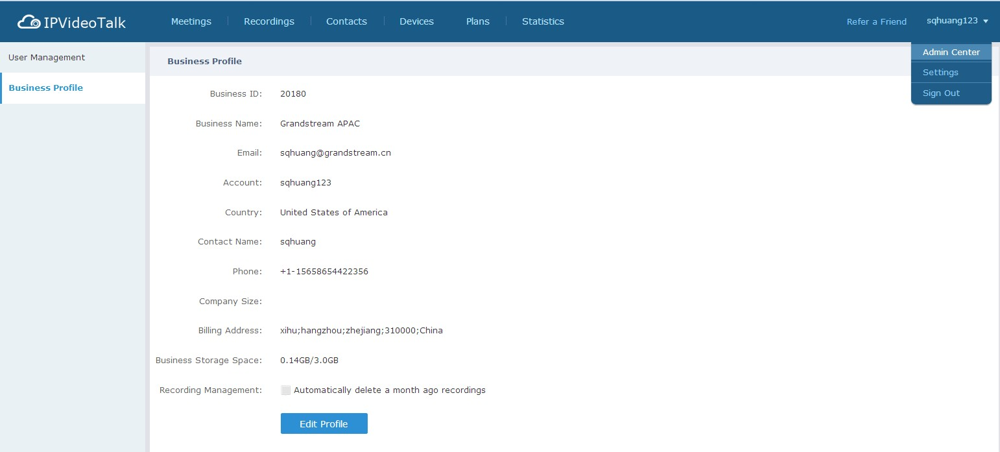 IPVideoTalk Meetings Recordings Contacts Devices Plans Statistics Refer a Friend sqhuang123
Admin Center
Settings
Sign Out
User Management
Business Profile
Business Profile
Business ID: 20180
Business Name: Grandstream APAC
Email: sqhuang@grandstream.cn
Account: sqhuang123
Country: United States of America
Contact Name: sqhuang
Phone: +1-15658654422356
Company Size:
Billing Address: xihu;hangzhou;zhejiang;310000;China
Business Storage Space: 0.14GB/3.0GB
Recording Management: Automatically delete a month ago recordings
Edit Profile